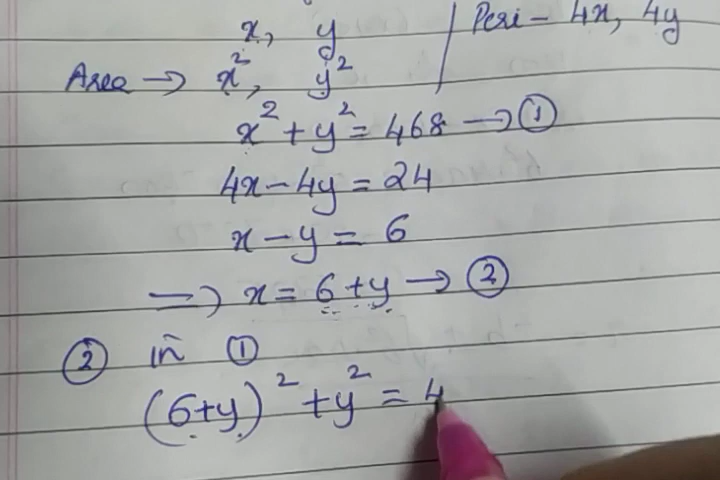 x, y | Peri - 4x, 4y
Area → x², y²
x² + y² = 468 → ①
4x - 4y = 24
x - y = 6
⟹ x = 6 + y → ②
② in ①
(6+y)² + y² = 4